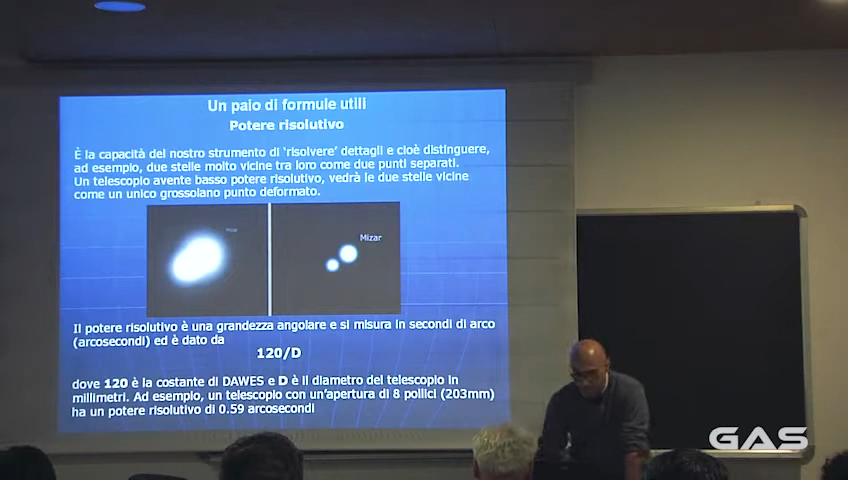 Un paio di formule utili
Potere risolutivo
È la capacità del nostro strumento di 'risolvere' dettagli e cioè distinguere,
ad esempio, due stelle molto vicine tra loro come due punti separati.
Un telescopio avente basso potere risolutivo, vedrà le due stelle vicine
come un unico grossolano punto deformato.
Mizar
Il potere risolutivo è una grandezza angolare e si misura in secondi di arco
(arcosecondi) ed è dato da
120/D
dove 120 è la costante di DAWES e D è il diametro del telescopio in
millimetri. Ad esempio, un telescopio con un'apertura di 8 pollici (203mm)
ha un potere risolutivo di 0.59 arcosecondi
GAS